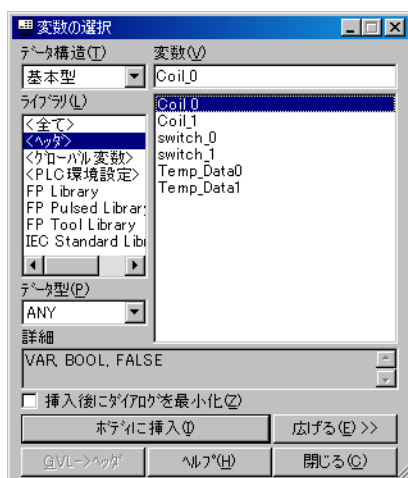 変数の選択
データ構造(T)
変数(V)
基本型
Coil_0
ライブラリ(L)
<全て>
<ヘッダ>
<グローバル変数>
<PLC環境設定>
FP Library
FP Pulsed Library
FP Tool Library
IEC Standard Lib
Coil_0
Coil_1
switch_0
switch_1
Temp_Data0
Temp_Data1
データ型(P)
ANY
詳細
VAR, BOOL, FALSE
挿入後にダイアログを最小化(Z)
ボディに挿入(I)
広げる(E) >>
GVL->ヘッダ
ヘルプ(H)
閉じる(C)